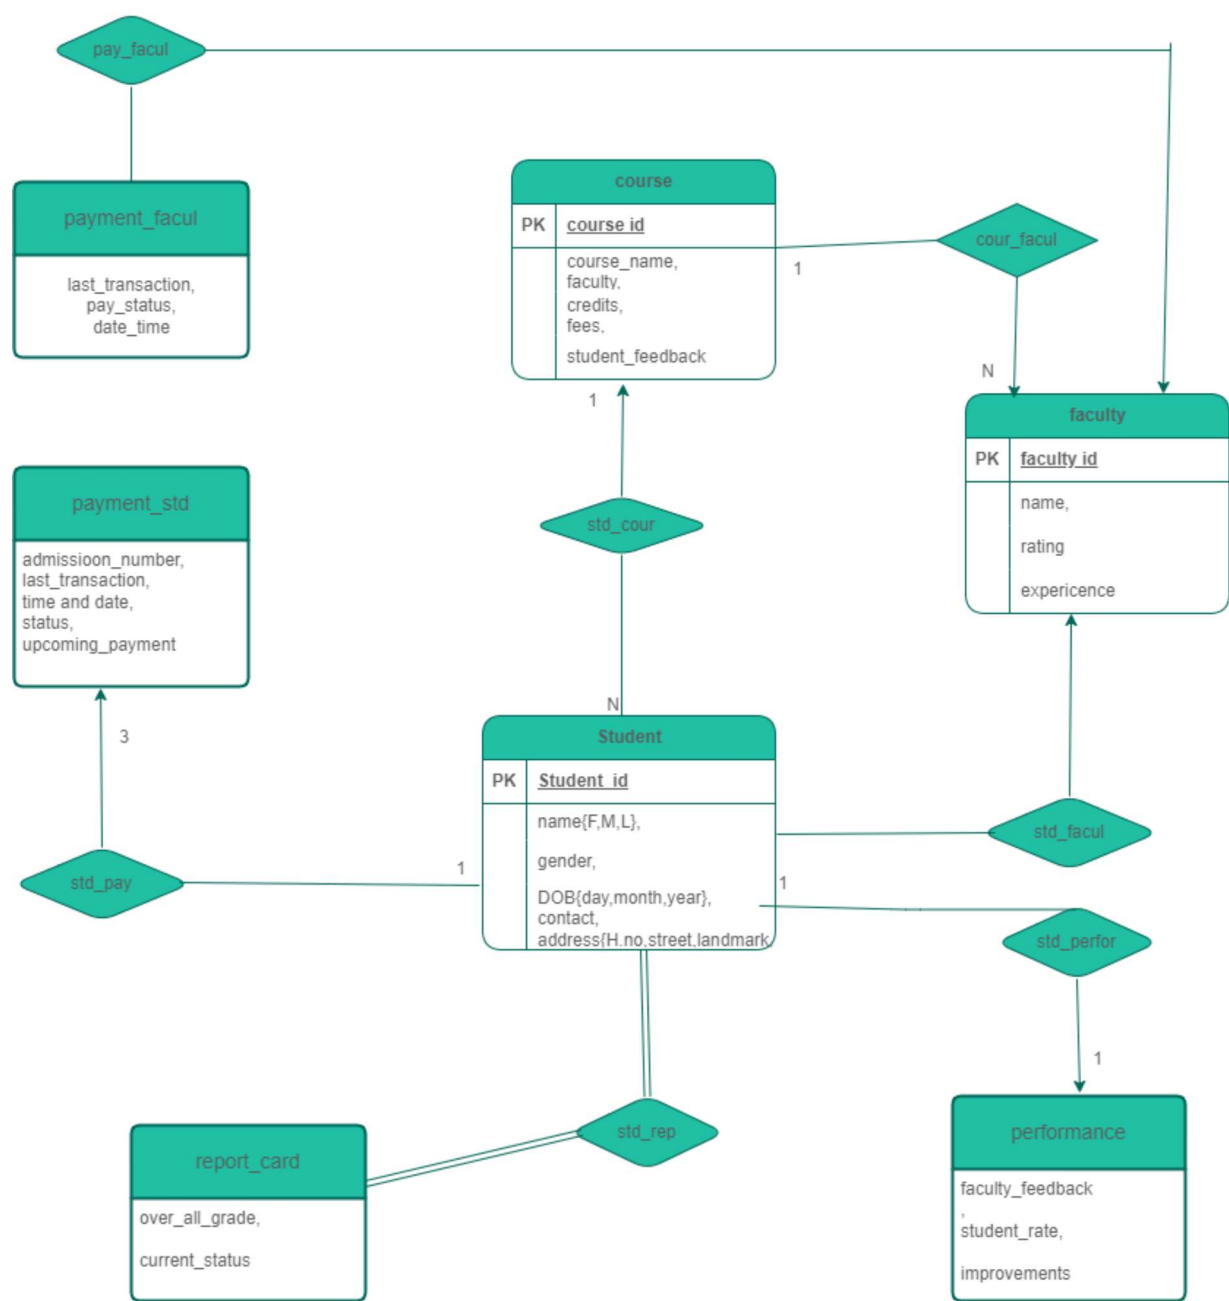 pay_facul
payment_facul
last_transaction,
pay_status,
date_time
course
PK course id
course_name,
faculty,
credits,
fees,
student_feedback
1
cour_facul
N
1
faculty
PK faculty id
name,
rating
expericence
payment_std
admissioon_number,
last_transaction,
time and date,
status,
upcoming_payment
3
std_cour
N
Student
PK Student_id
name{F,M,L},
gender,
DOB{day,month,year},
contact,
address{H.no,street,landmark,
std_pay
1
std_facul
1
std_perfor
1
std_rep
report_card
over_all_grade,
current_status
performance
faculty_feedback
,
student_rate,
improvements